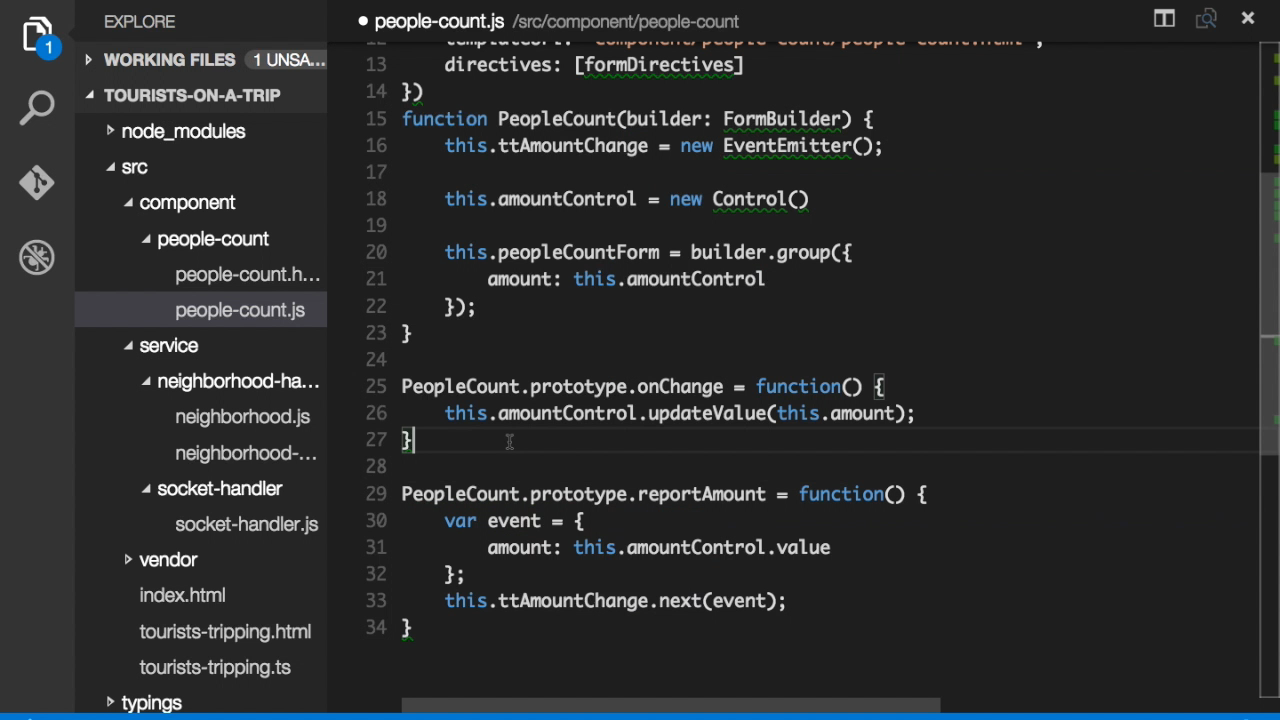 EXPLORE
1
WORKING FILES 1 UNSA...
TOURISTS-ON-A-TRIP
node_modules
src
component
people-count
people-count.h...
people-count.js
service
neighborhood-ha...
neighborhood.js
neighborhood-...
socket-handler
socket-handler.js
vendor
index.html
tourists-tripping.html
tourists-tripping.ts
typings
people-count.js /src/component/people-count
13 directives: [formDirectives]
14 })
15 function PeopleCount(builder: FormBuilder) {
16 this.ttAmountChange = new EventEmitter();
17
18 this.amountControl = new Control()
19
20 this.peopleCountForm = builder.group({
21 amount: this.amountControl
22 });
23 }
24
25 PeopleCount.prototype.onChange = function() {
26 this.amountControl.updateValue(this.amount);
27 }
28
29 PeopleCount.prototype.reportAmount = function() {
30 var event = {
31 amount: this.amountControl.value
32 };
33 this.ttAmountChange.next(event);
34 }